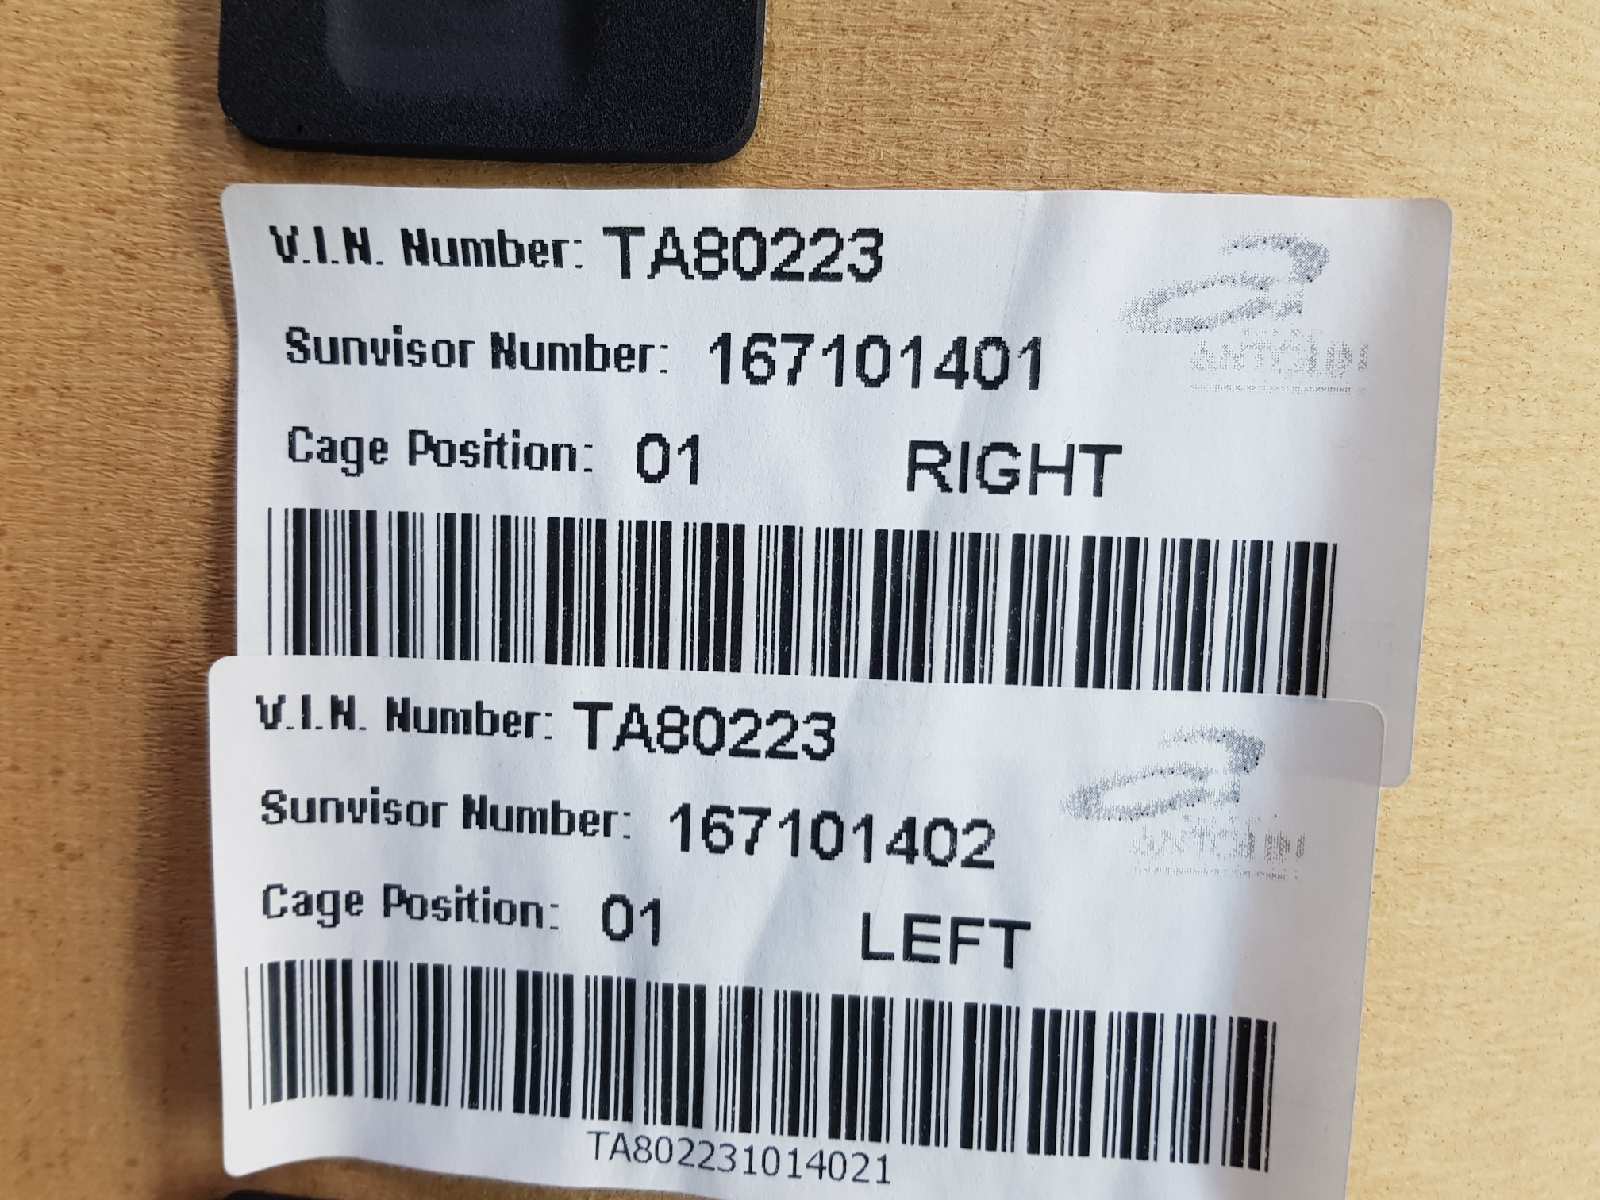 V.I.N. Number: TA80223
Sunvisor Number: 167101401
Cage Position: 01 RIGHT
V.I.N. Number: TA80223
Sunvisor Number: 167101402
Cage Position: 01 LEFT
TA802231014021